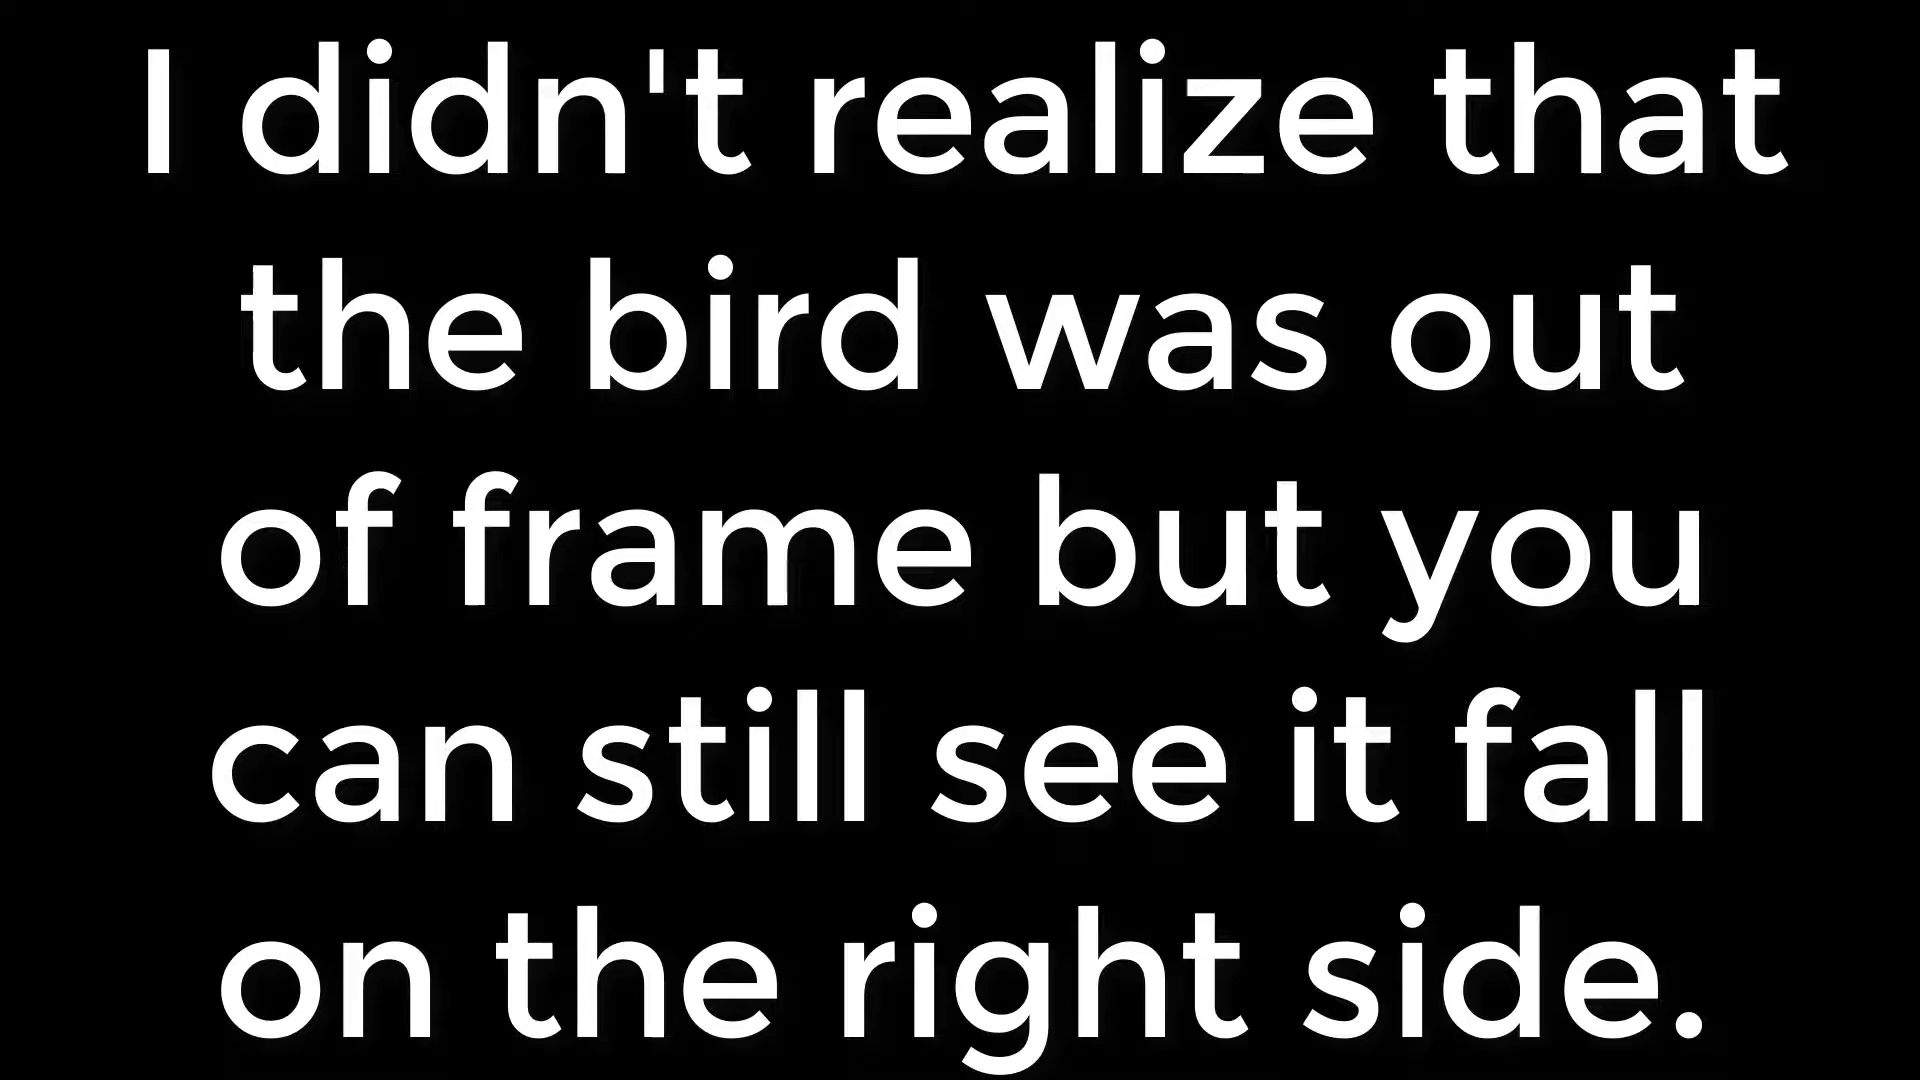 I didn't realize that
the bird was out
of frame but you
can still see it fall
on the right side.